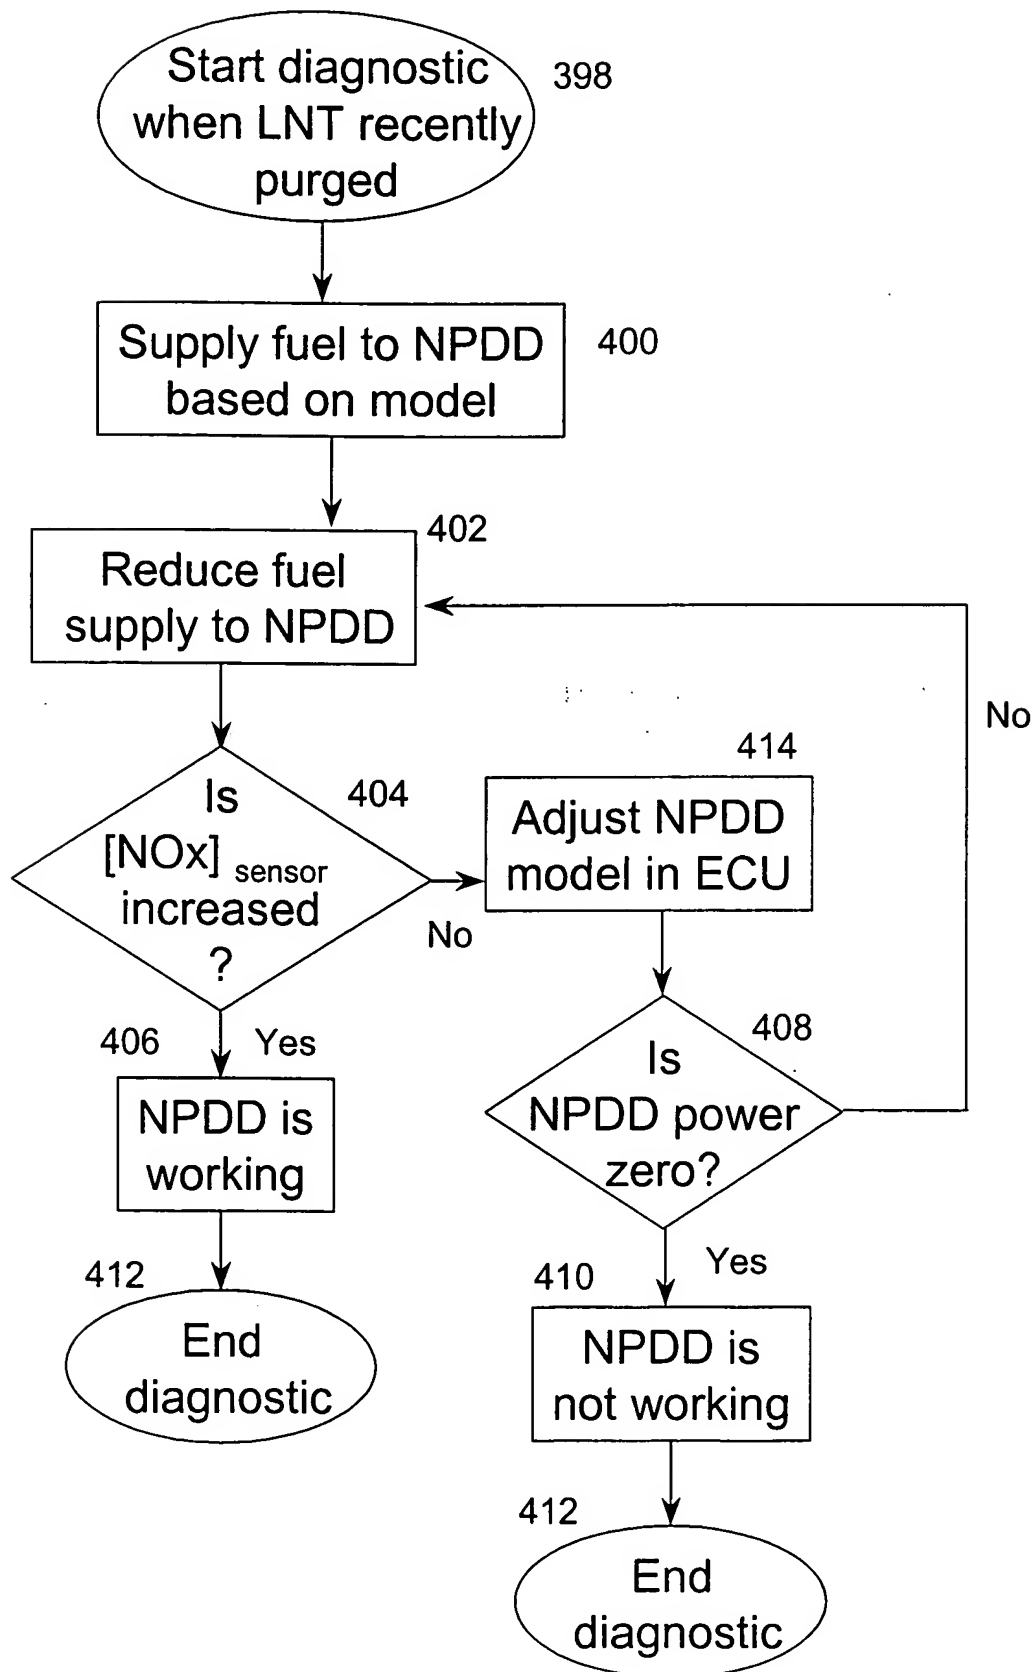 Start diagnostic
when LNT recently
purged
398
Supply fuel to NPDD
based on model
400
402
Reduce fuel
supply to NPDD
No
404
Is
[NOx] sensor
increased
?
No
414
Adjust NPDD
model in ECU
406
Yes
NPDD is
working
408
Is
NPDD power
zero?
412
End
diagnostic
Yes
410
NPDD is
not working
412
End
diagnostic